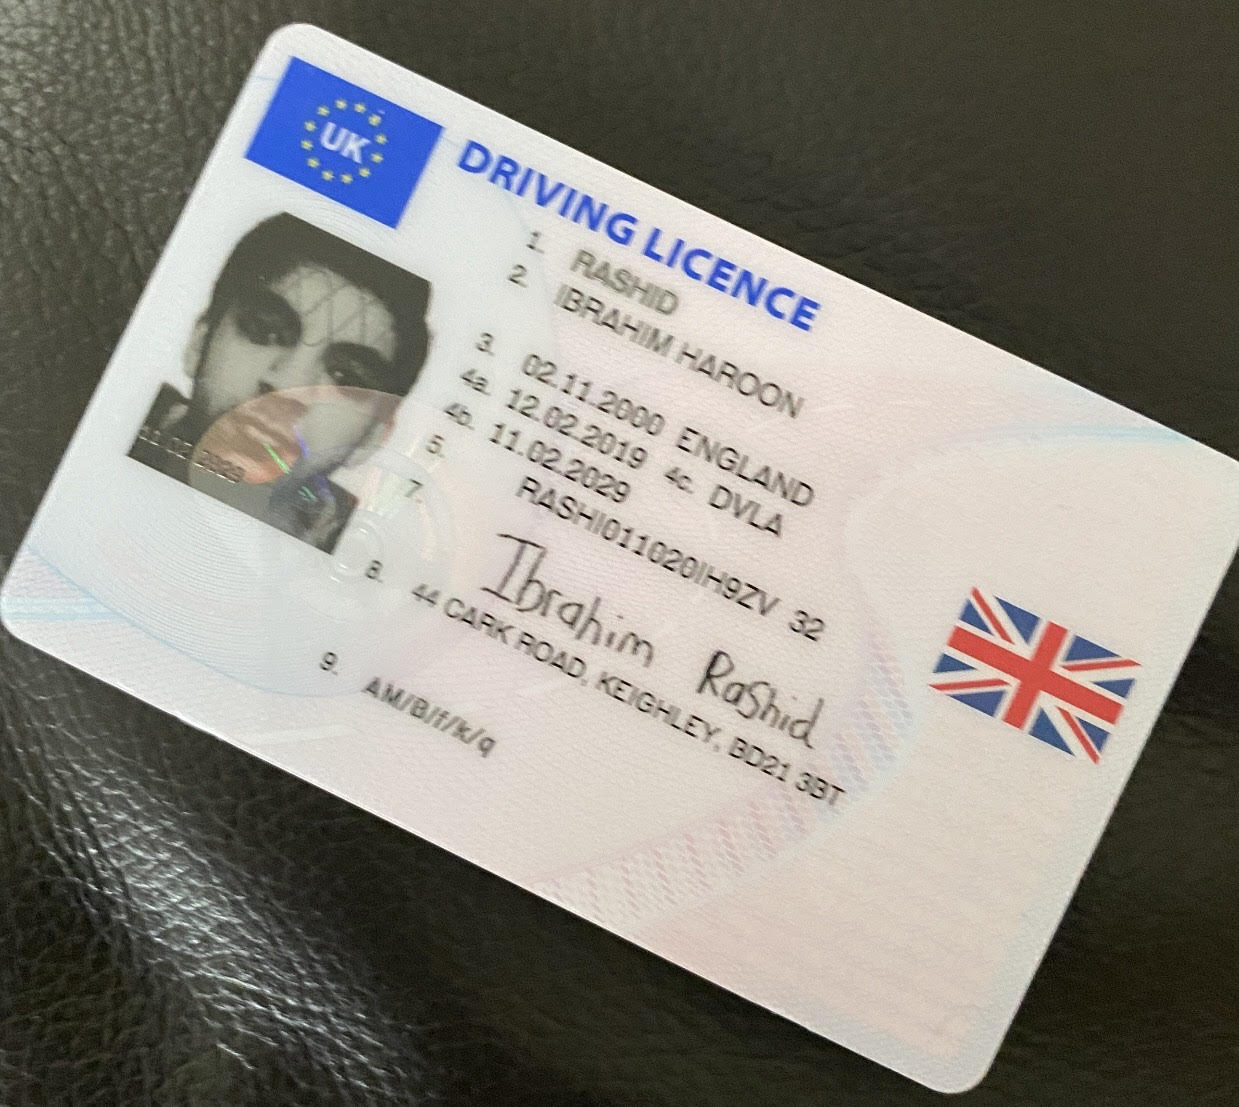 UK
DRIVING LICENCE
1. RASHID
2. IBRAHIM HAROON
3. 02.11.2000 ENGLAND
4a. 12.02.2019 4c. DVLA
4b. 11.02.2029
5. RASHI011020IH9ZV 32
7. Ibrahim Rashid
8. 44 CARK ROAD, KEIGHLEY, BD21 3BT
9. AM/B/f/k/q
11.02.2029